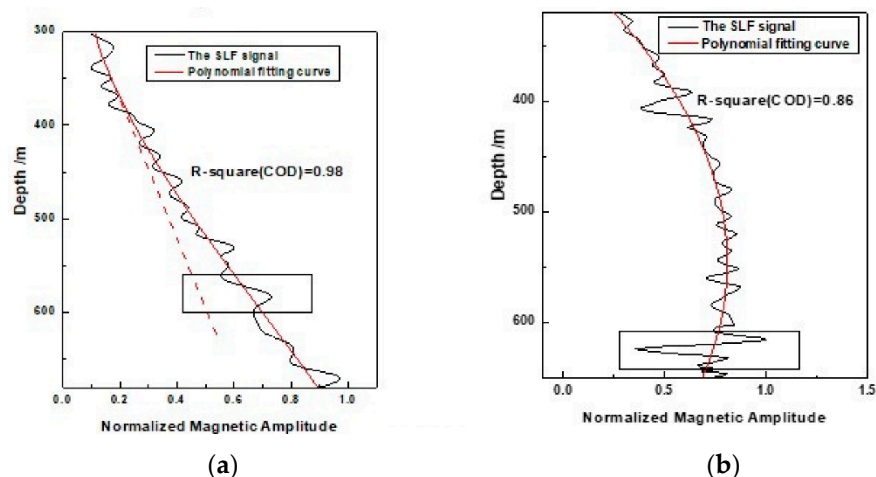 300
400
500
600
Depth /m
The SLF signal
Polynomial fitting curve
R-square(COD)=0.98
0.0 0.2 0.4 0.6 0.8 1.0
Normalized Magnetic Amplitude
(a)
400
500
600
Depth /m
The SLF signal
Polynomial fitting curve
R-square(COD)=0.86
0.0 0.5 1.0 1.5
Normalized Magnetic Amplitude
(b)